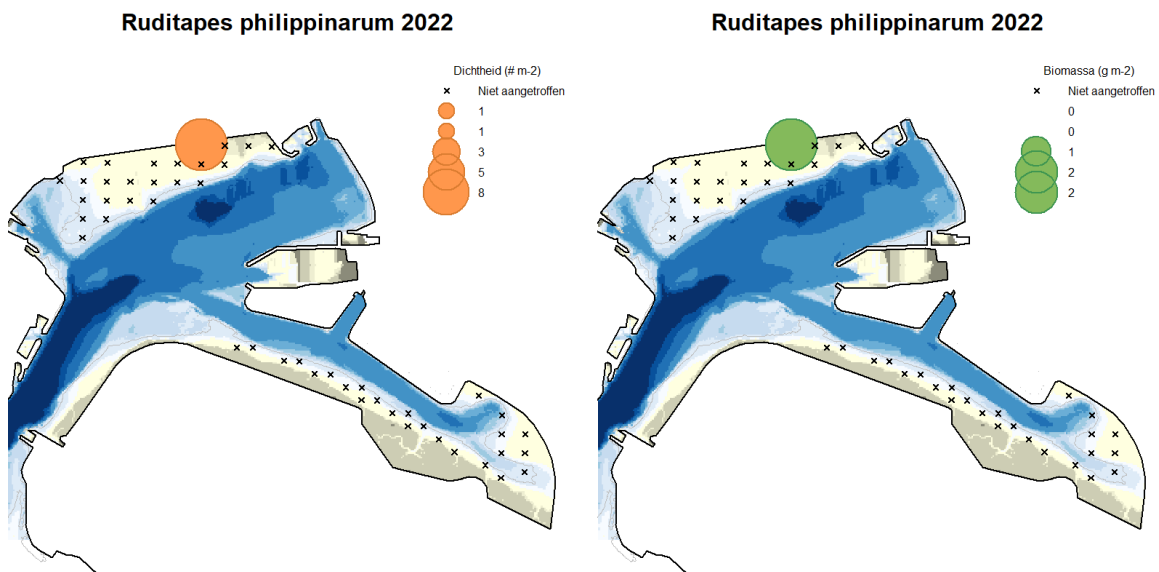 Ruditapes philippinarum 2022
Dichtheid (# m-2)
Niet aangetroffen
1
1
3
5
8
Ruditapes philippinarum 2022
Biomassa (g m-2)
Niet aangetroffen
0
0
1
2
2